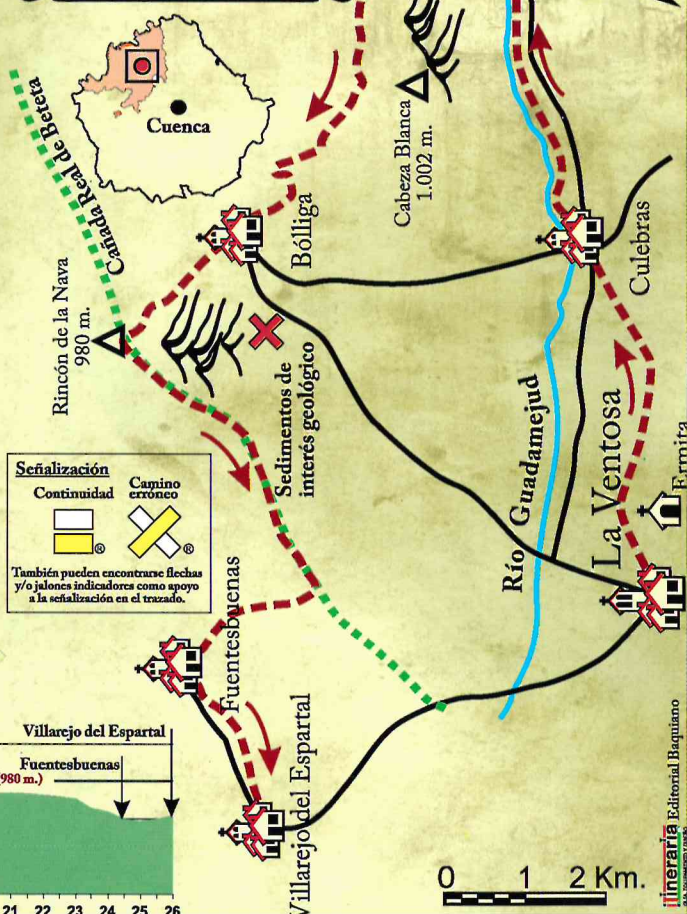 Cuenca
Cañada Real de Beteta
Cabeza Blanca
1.002 m.
Bólliga
Rincón de la Nava
980 m.
Culebras
Sedimentos de
interés geológico
Río Guadamejud
La Ventosa
Ermita
Señalización
Continuidad
Camino
erróneo
®
®
También pueden encontrarse flechas
y/o jalones indicadores como apoyo
a la señalización en el trazado.
Fuentesbuenas
Villarejo del Espartal
Villarejo del Espartal
Fuentesbuenas
980 m.)
21 22 23 24 25 26
0 1 2 Km.
itineraria Editorial Baquiano